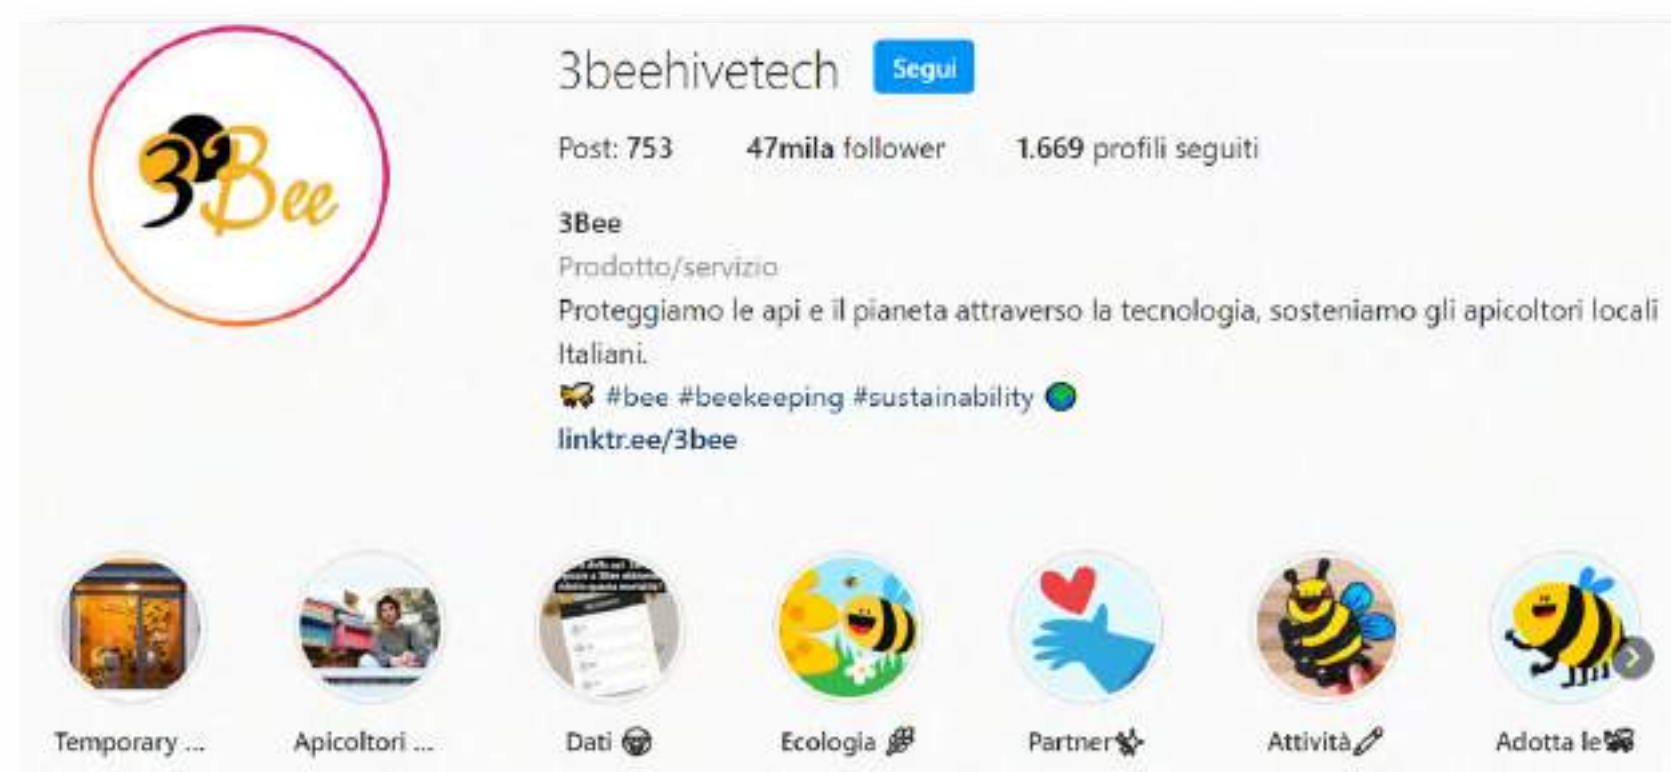 3Bee
3beehivetech Segui
Post: 753 47mila follower 1.669 profili seguiti
3Bee
Prodotto/servizio
Proteggiamo le api e il pianeta attraverso la tecnologia, sosteniamo gli apicoltori locali
Italiani.
🐝 #bee #beekeeping #sustainability 🌍
linktr.ee/3bee
Temporary ... Apicoltori ... Dati Ecologia Partner Attività Adotta le🐝